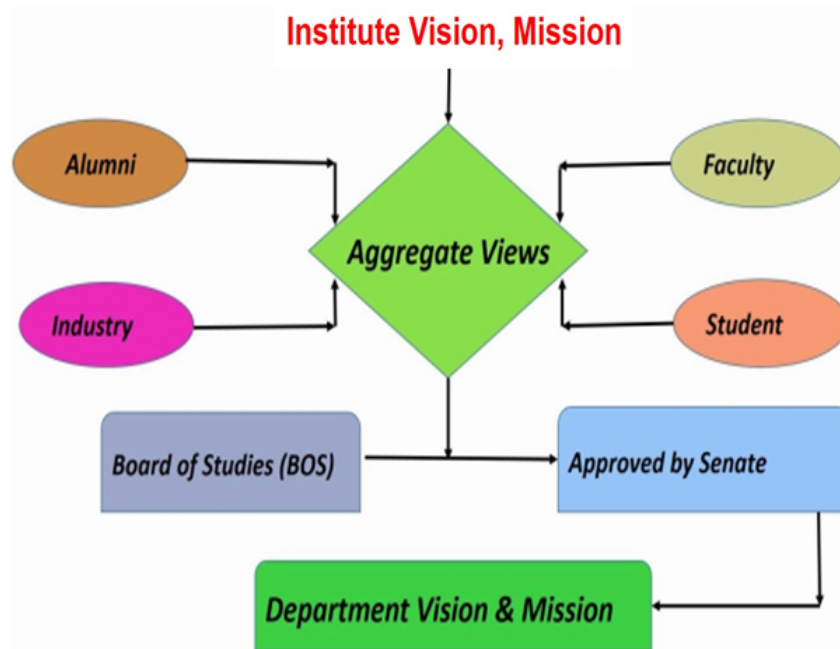 Institute Vision, Mission
Alumni
Faculty
Aggregate Views
Industry
Student
Board of Studies (BOS)
Approved by Senate
Department Vision & Mission